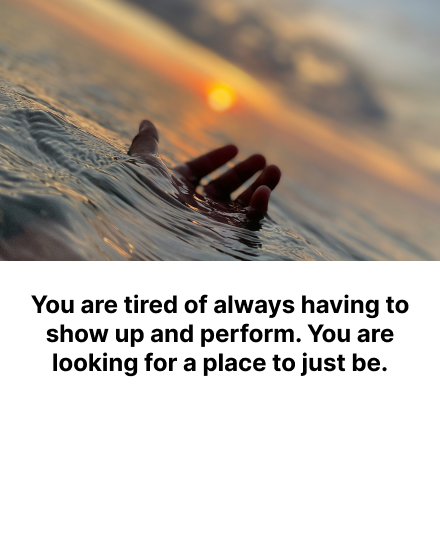 You are tired of always having to
show up and perform. You are
looking for a place to just be.